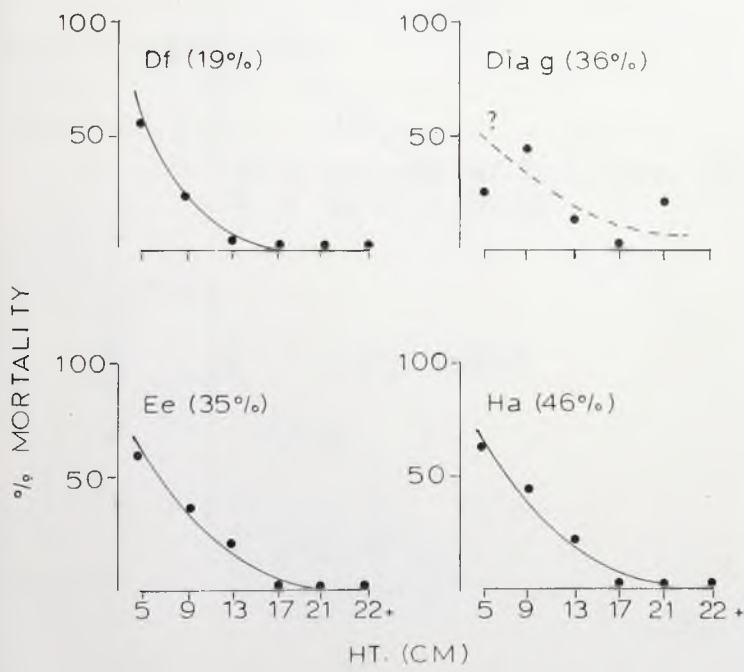 100
Df (19%)
50
100
Dia g (36%)
?
50
% MORTALITY
100
Ee (35%)
50
5 9 13 17 21 22+
100
Ha (46%)
50
5 9 13 17 21 22 +
HT. (CM)